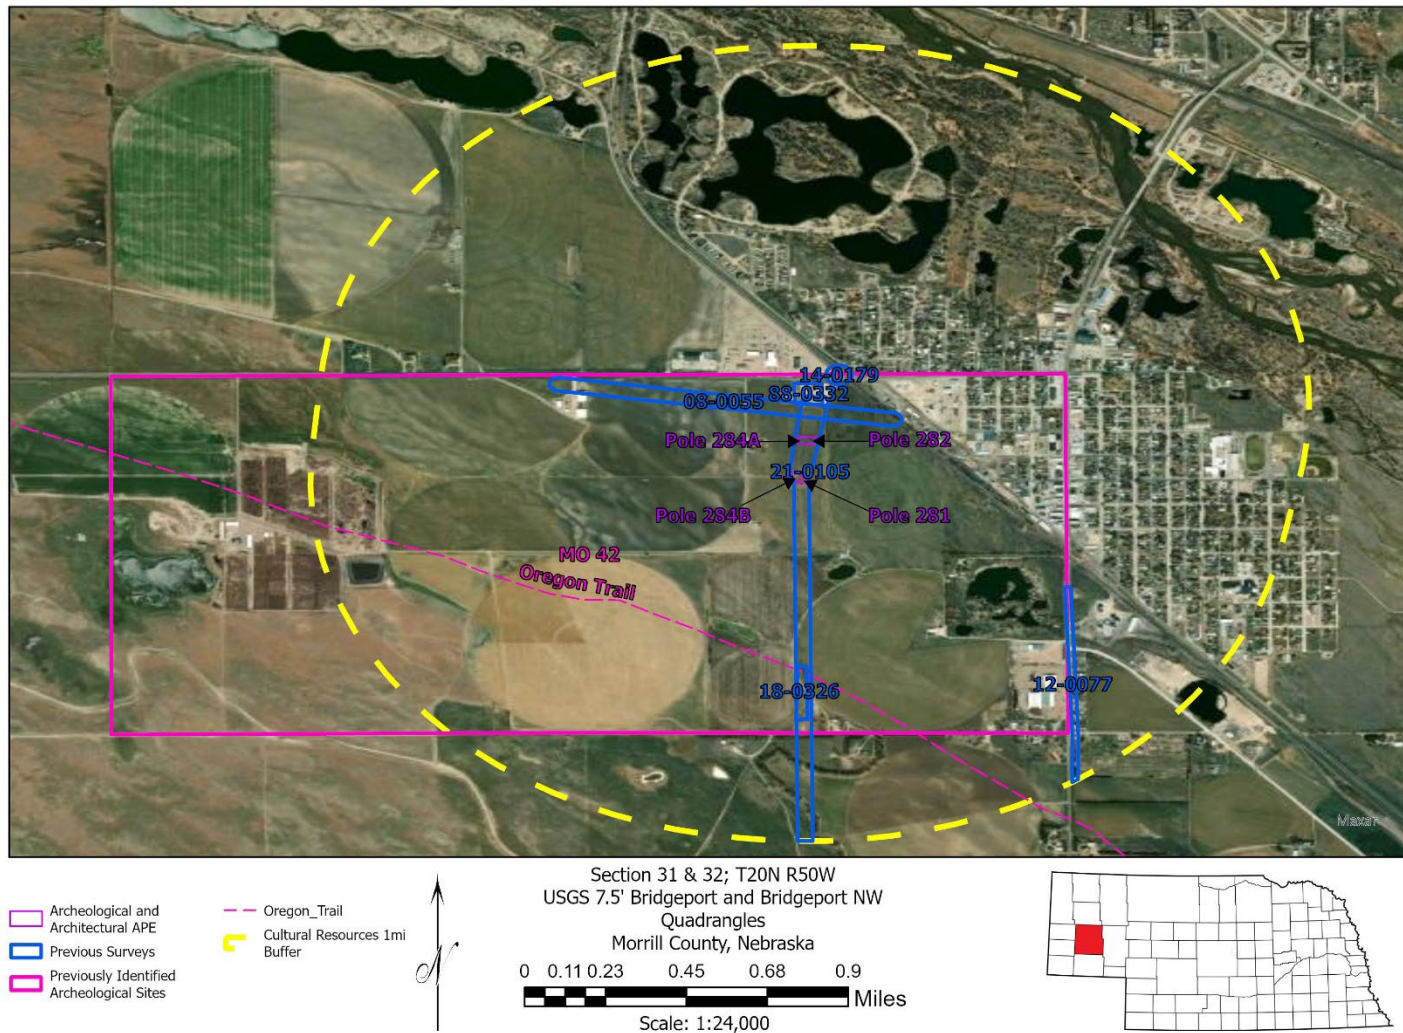 14-0179
88-0332
08-0055
Pole 284A
Pole 282
21-0105
Pole 284B
Pole 281
MO 42
Oregon Trail
18-0326
12-0077
Maxar
Archeological and
Architectural APE
Previous Surveys
Previously Identified
Archeological Sites
Oregon_Trail
Cultural Resources 1mi
Buffer
N
Section 31 & 32; T20N R50W
USGS 7.5' Bridgeport and Bridgeport NW
Quadrangles
Morrill County, Nebraska
0 0.11 0.23 0.45 0.68 0.9
Miles
Scale: 1:24,000